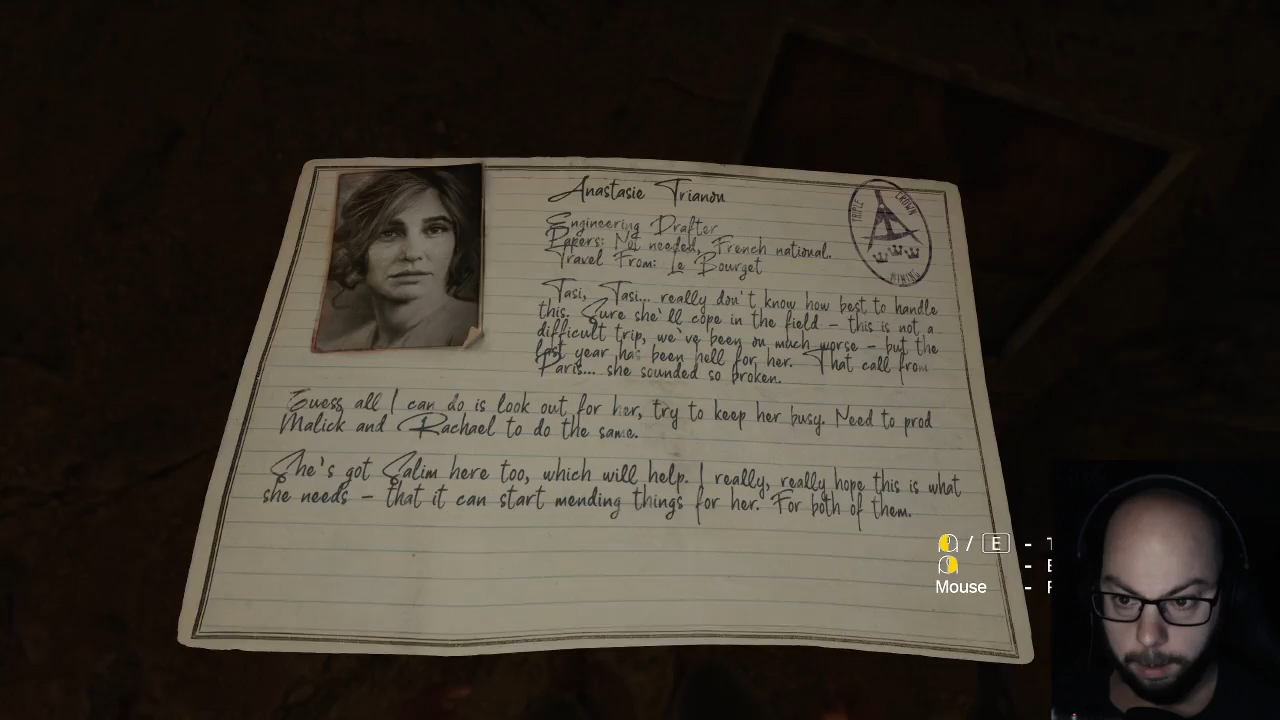 Anastasie Trianon
Engineering Drafter
Papers: Not needed, French national.
Travel From: Le Bourget
TRIPLE CROWN
MINING
Tasi, Tasi... really don't know how best to handle
this. Sure she'll cope in the field – this is not a
difficult trip, we've been on much worse – but the
last year has been hell for her. That call from
Paris... she sounded so broken.
Guess all I can do is look out for her, try to keep her busy. Need to prod
Malick and Rachael to do the same.
She's got Salim here too, which will help. I really, really hope this is what
she needs – that it can start mending things for her. For both of them.
/ E - T
- E
Mouse -